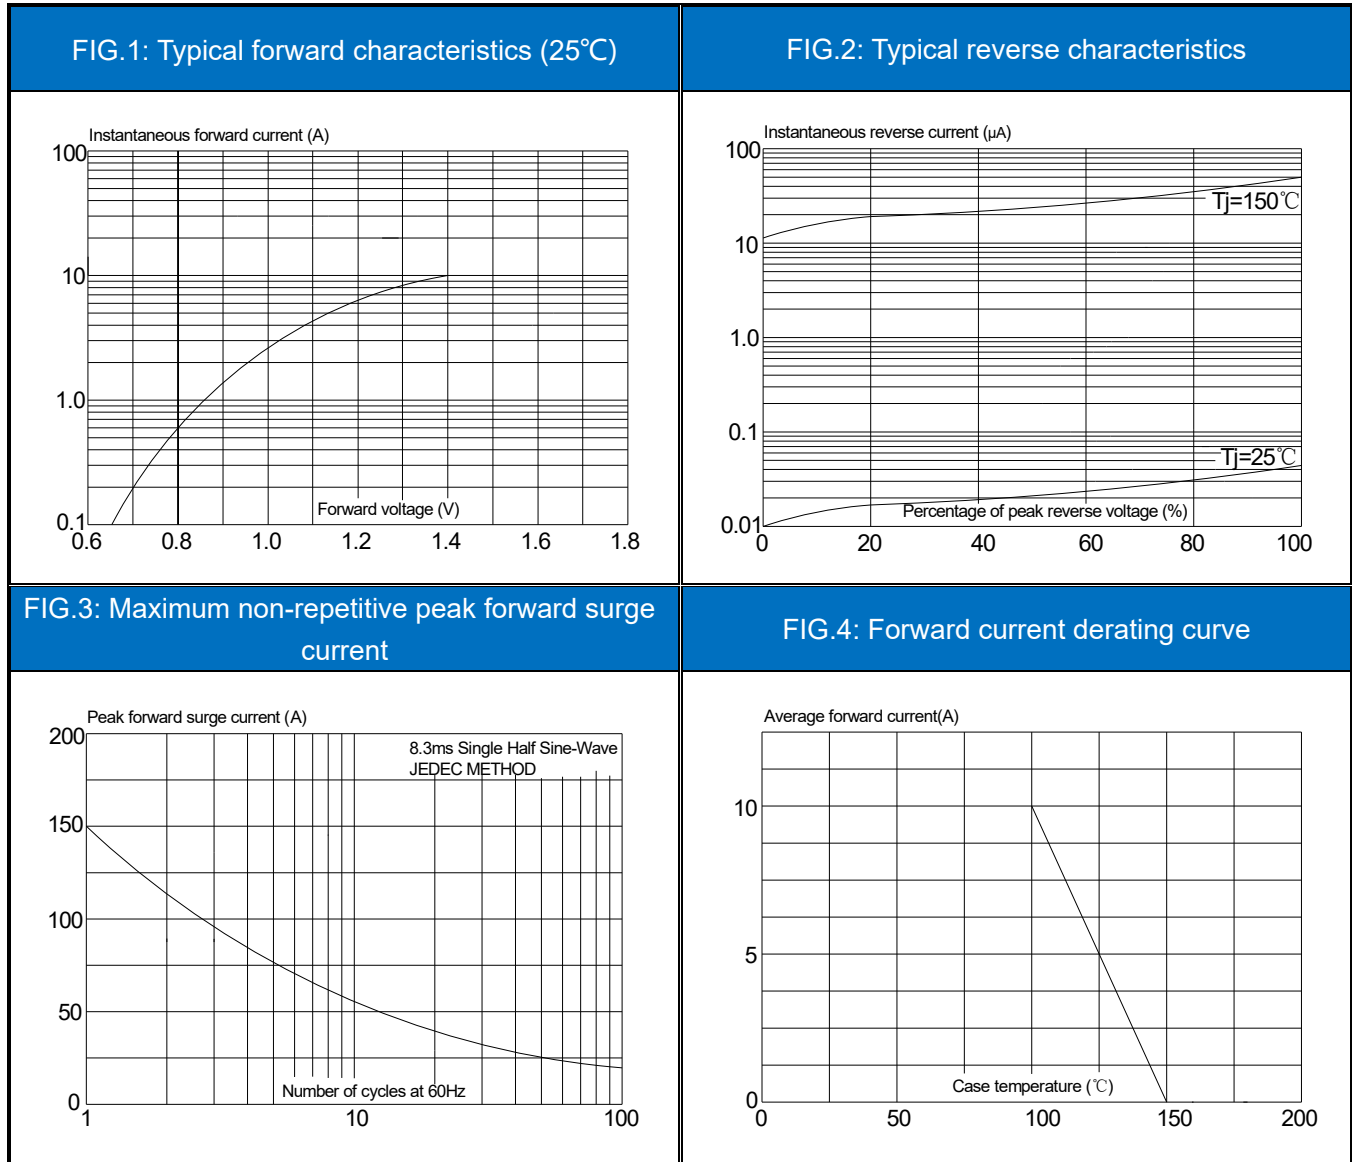 FIG.1: Typical forward characteristics (25℃)
FIG.2: Typical reverse characteristics
Instantaneous forward current (A)
100
10
1.0
0.1
Forward voltage (V)
0.6 0.8 1.0 1.2 1.4 1.6 1.8
Instantaneous reverse current (μA)
100
Tj=150℃
10
1.0
0.1
Tj=25℃
Percentage of peak reverse voltage (%)
0.01
0 20 40 60 80 100
FIG.3: Maximum non-repetitive peak forward surge
current
FIG.4: Forward current derating curve
Peak forward surge current (A)
200
8.3ms Single Half Sine-Wave
JEDEC METHOD
150
100
50
Number of cycles at 60Hz
0
1 10 100
Average forward current(A)
10
5
Case temperature (℃)
0
0 50 100 150 200